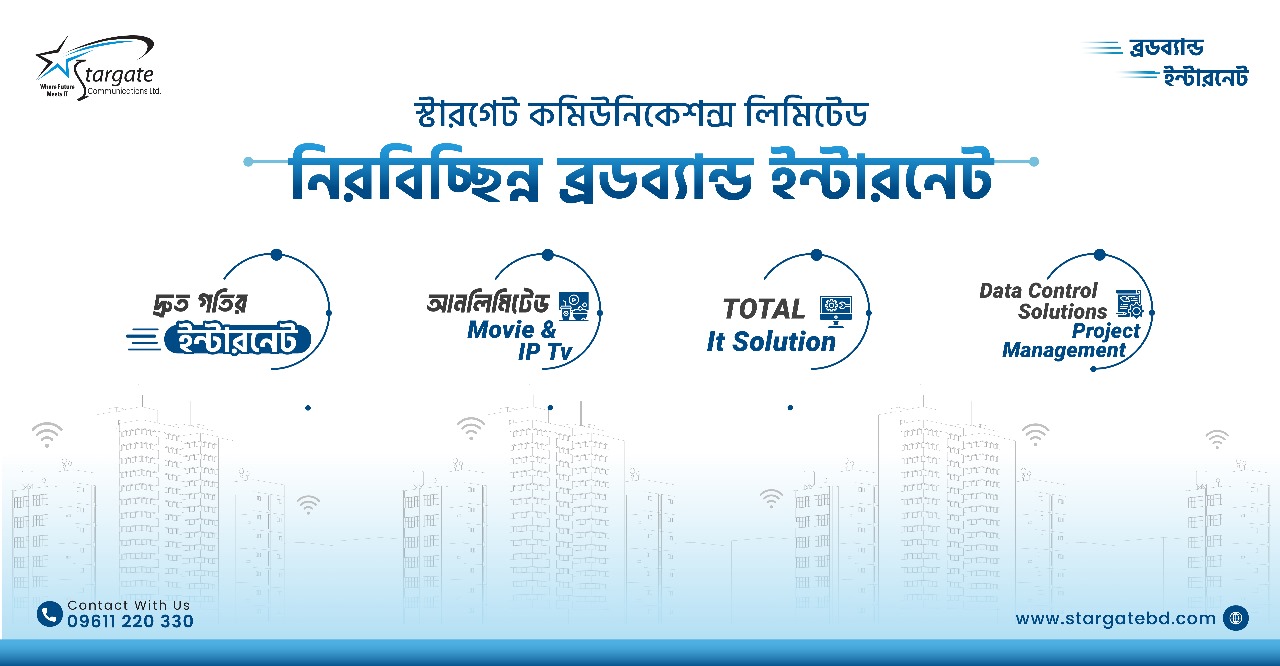 Stargate
Where Future
Meets IT
Communications Ltd.
ব্রডব্যান্ড
ইন্টারনেট
স্টারগেট কমিউনিকেশন্স লিমিটেড
নিরবিচ্ছিন্ন ব্রডব্যান্ড ইন্টারনেট
দ্রুত গতির
ইন্টারনেট
আনলিমিটেড
Movie &
IP Tv
TOTAL
It Solution
Data Control
Solutions
Project
Management
Contact With Us
09611 220 330
www.stargatebd.com